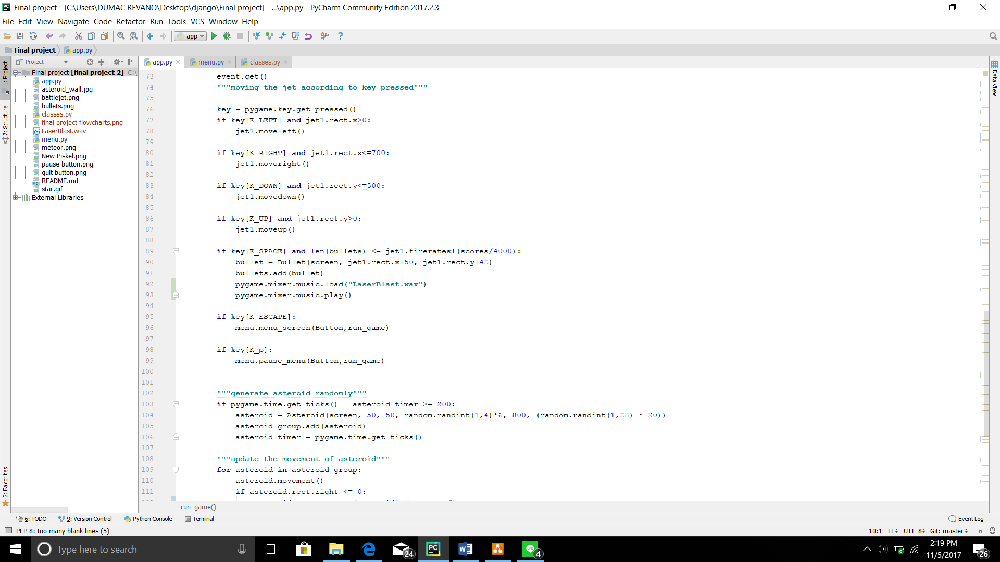 Final project - [C:\Users\DUMAC REVANO\Desktop\django\Final project] - ...\app.py - PyCharm Community Edition 2017.2.3
File Edit View Navigate Code Refactor Run Tools VCS Window Help
app
Final project app.py
Project
app.py menu.py classes.py
1: Project
Z: Structure
2: Favorites
Data View
Final project [final project 2] C:\
app.py
asteroid_wall.jpg
battlejet.png
bullets.png
classes.py
final project flowcharts.png
LaserBlast.wav
menu.py
meteor.png
New Piskel.png
pause button.png
quit button.png
README.md
star.gif
External Libraries
73 event.get()
74 """moving the jet according to key pressed"""
75
76 key = pygame.key.get_pressed()
77 if key[K_LEFT] and jet1.rect.x>0:
78 jet1.moveleft()
79
80 if key[K_RIGHT] and jet1.rect.x<=700:
81 jet1.moveright()
82
83 if key[K_DOWN] and jet1.rect.y<=500:
84 jet1.movedown()
85
86 if key[K_UP] and jet1.rect.y>0:
87 jet1.moveup()
88
89 if key[K_SPACE] and len(bullets) <= jet1.firerates+(scores/4000):
90 bullet = Bullet(screen, jet1.rect.x+50, jet1.rect.y+42)
91 bullets.add(bullet)
92 pygame.mixer.music.load("LaserBlast.wav")
93 pygame.mixer.music.play()
94
95 if key[K_ESCAPE]:
96 menu.menu_screen(Button,run_game)
97
98 if key[K_p]:
99 menu.pause_menu(Button,run_game)
100
101
102 """generate asteroid randomly"""
103 if pygame.time.get_ticks() - asteroid_timer >= 200:
104 asteroid = Asteroid(screen, 50, 50, random.randint(1,4)*6, 800, (random.randint(1,28) * 20))
105 asteroid_group.add(asteroid)
106 asteroid_timer = pygame.time.get_ticks()
107
108 """update the movement of asteroid"""
109 for asteroid in asteroid_group:
110 asteroid.movement()
111 if asteroid.rect.right <= 0:
run_game()
6: TODO 9: Version Control Python Console Terminal Event Log
PEP 8: too many blank lines (5) 10:1 LF UTF-8 Git: master
Type here to search
24
4
2:19 PM
11/5/2017
26